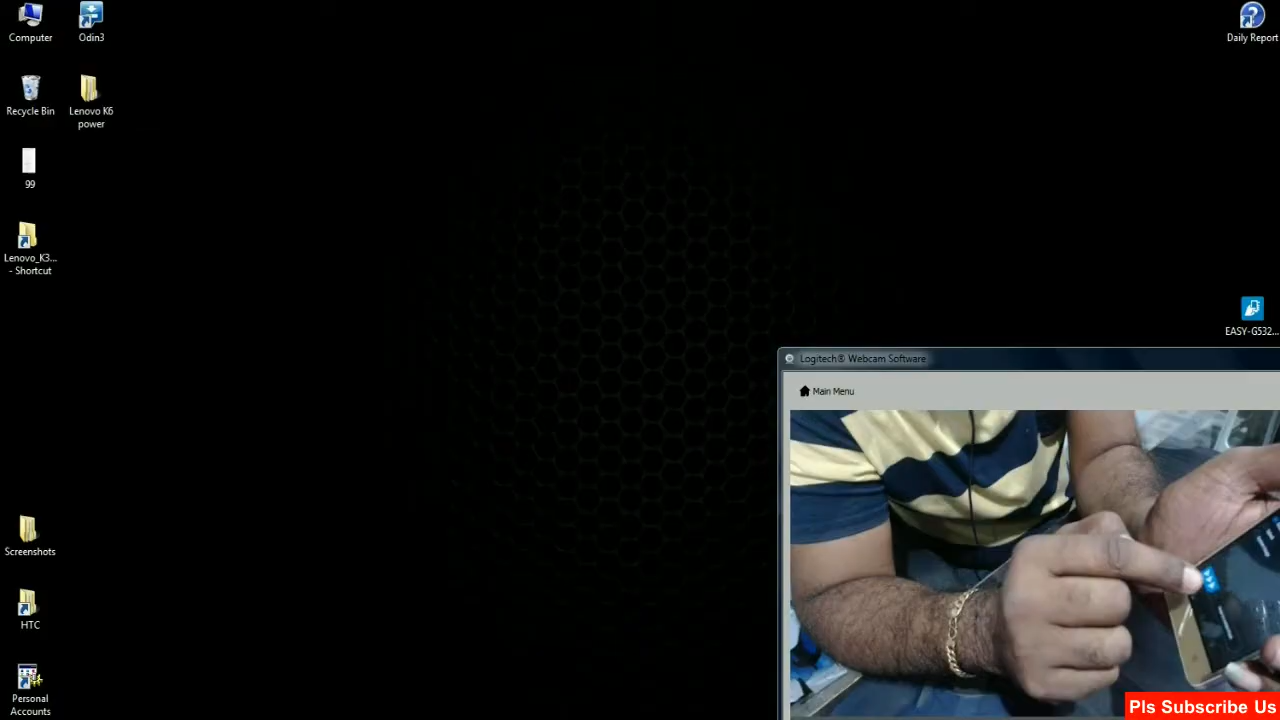 Computer
Odin3
Daily Report
Recycle Bin
Lenovo K6
power
99
Lenovo_K3...
- Shortcut
EASY-G532...
Logitech® Webcam Software
Main Menu
Screenshots
HTC
Personal
Accounts
Pls Subscribe Us